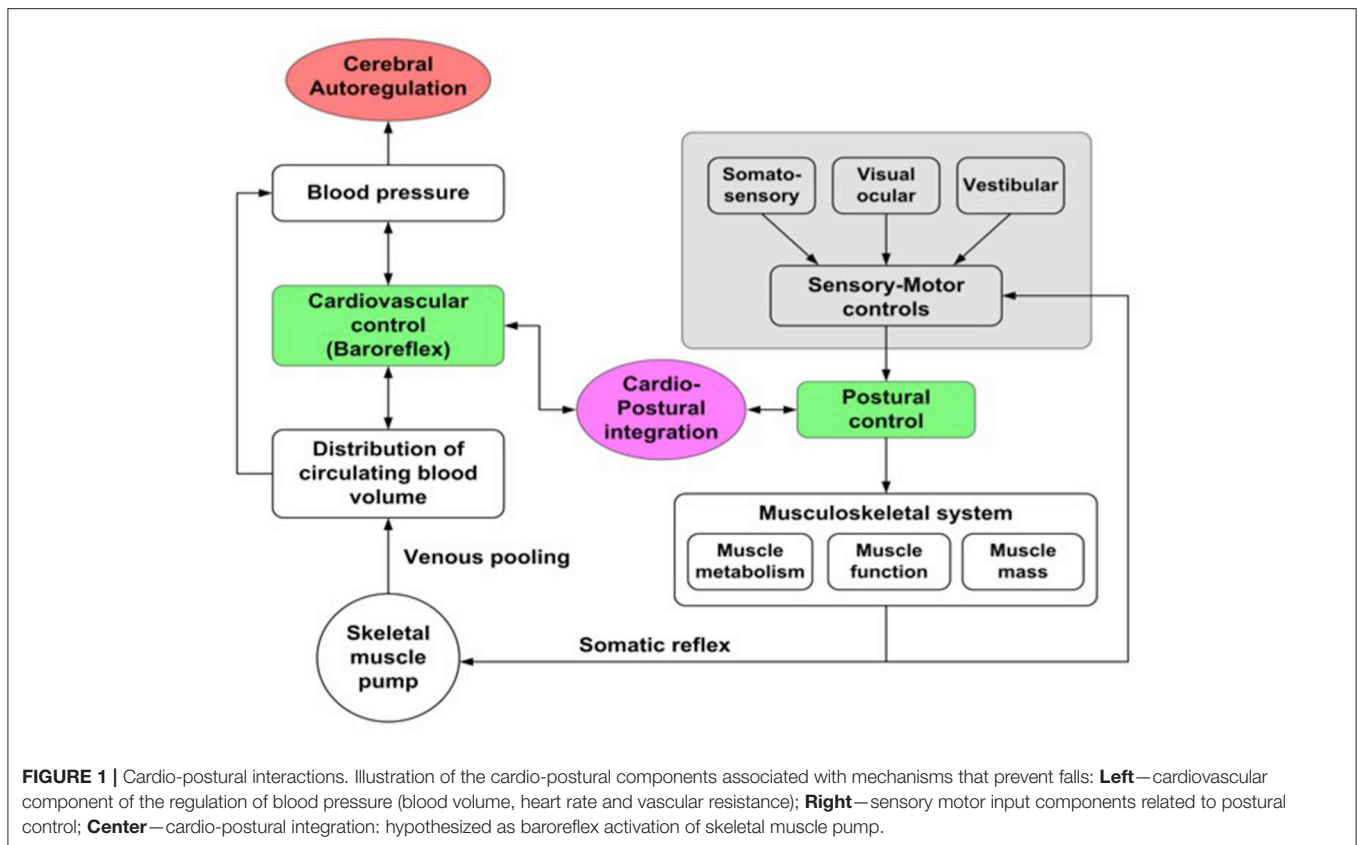 Cerebral
Autoregulation
Blood pressure
Cardiovascular
control
(Baroreflex)
Distribution of
circulating blood
volume
Venous pooling
Skeletal
muscle
pump
Cardio-
Postural
integration
Somato-
sensory
Visual
ocular
Vestibular
Sensory-Motor
controls
Postural
control
Musculoskeletal system
Muscle
metabolism
Muscle
function
Muscle
mass
Somatic reflex
FIGURE 1 | Cardio-postural interactions. Illustration of the cardio-postural components associated with mechanisms that prevent falls: Left—cardiovascular
component of the regulation of blood pressure (blood volume, heart rate and vascular resistance); Right—sensory motor input components related to postural
control; Center—cardio-postural integration: hypothesized as baroreflex activation of skeletal muscle pump.